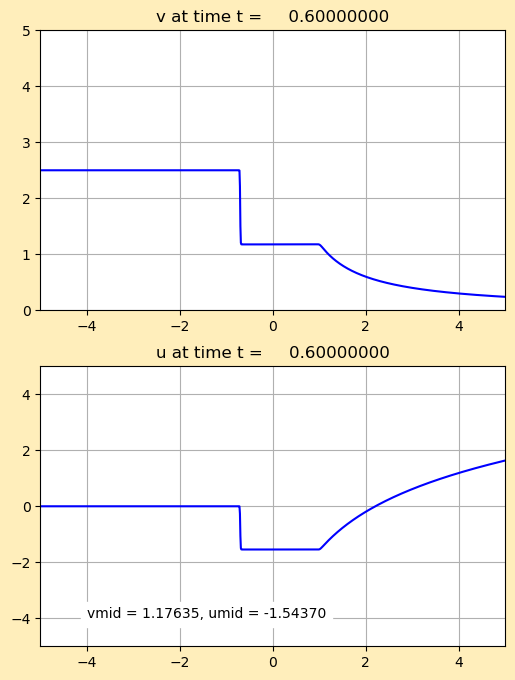 v at time t = 0.60000000
5
4
3
2
1
0
−4 −2 0 2 4
u at time t = 0.60000000
4
2
0
−2
−4
vmid = 1.17635, umid = -1.54370
−4 −2 0 2 4